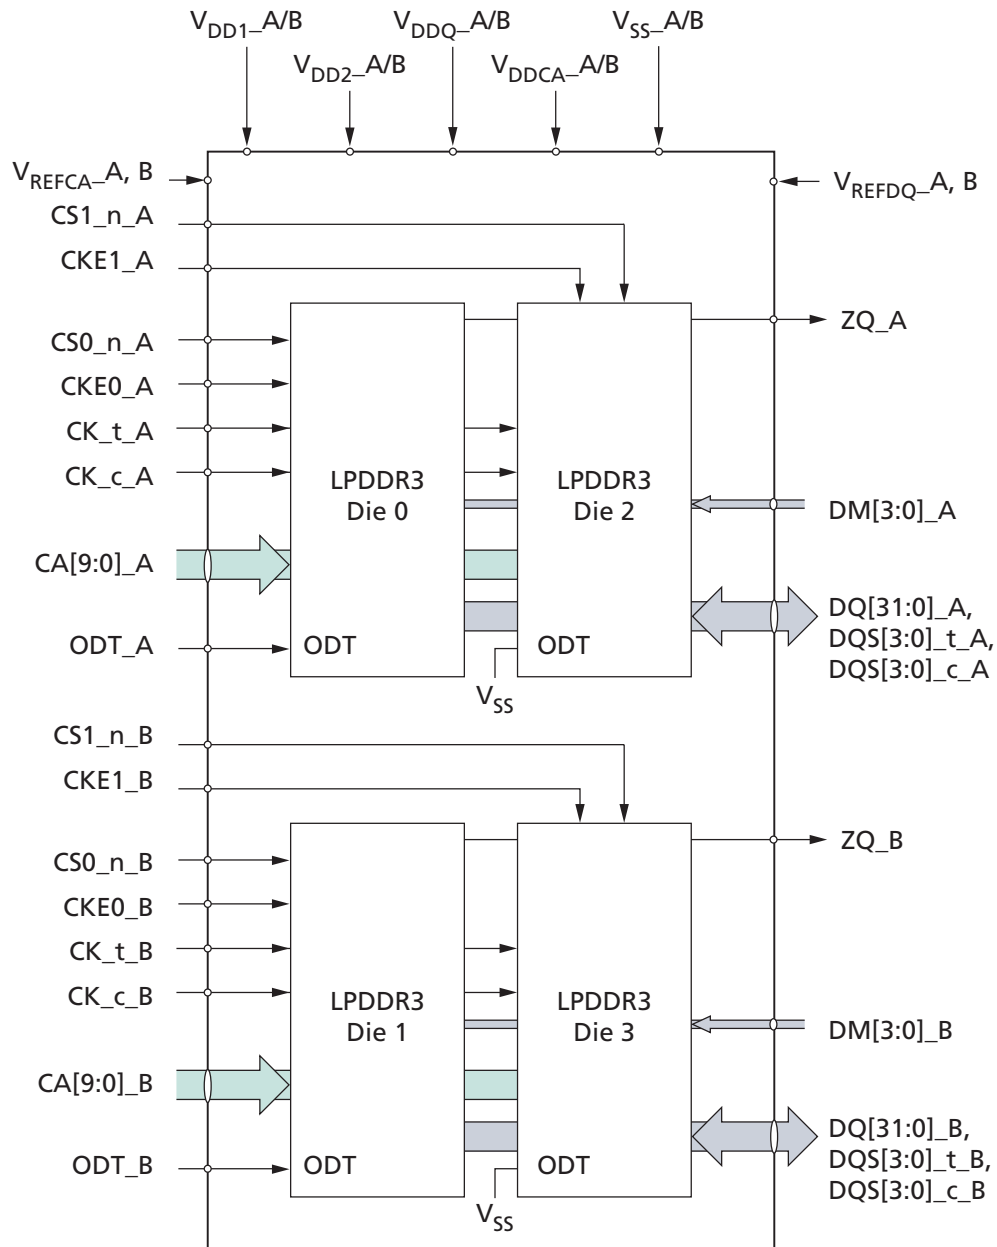 VDD1_A/B
VDDQ_A/B
VSS_A/B
VDD2_A/B
VDDCA_A/B
VREFCA_A, B
VREFDQ_A, B
CS1_n_A
CKE1_A
ZQ_A
CS0_n_A
CKE0_A
CK_t_A
CK_c_A
LPDDR3
Die 0
LPDDR3
Die 2
DM[3:0]_A
CA[9:0]_A
DQ[31:0]_A,
DQS[3:0]_t_A,
DQS[3:0]_c_A
ODT_A
ODT
ODT
VSS
CS1_n_B
CKE1_B
ZQ_B
CS0_n_B
CKE0_B
CK_t_B
CK_c_B
LPDDR3
Die 1
LPDDR3
Die 3
DM[3:0]_B
CA[9:0]_B
DQ[31:0]_B,
DQS[3:0]_t_B,
DQS[3:0]_c_B
ODT_B
ODT
ODT
VSS